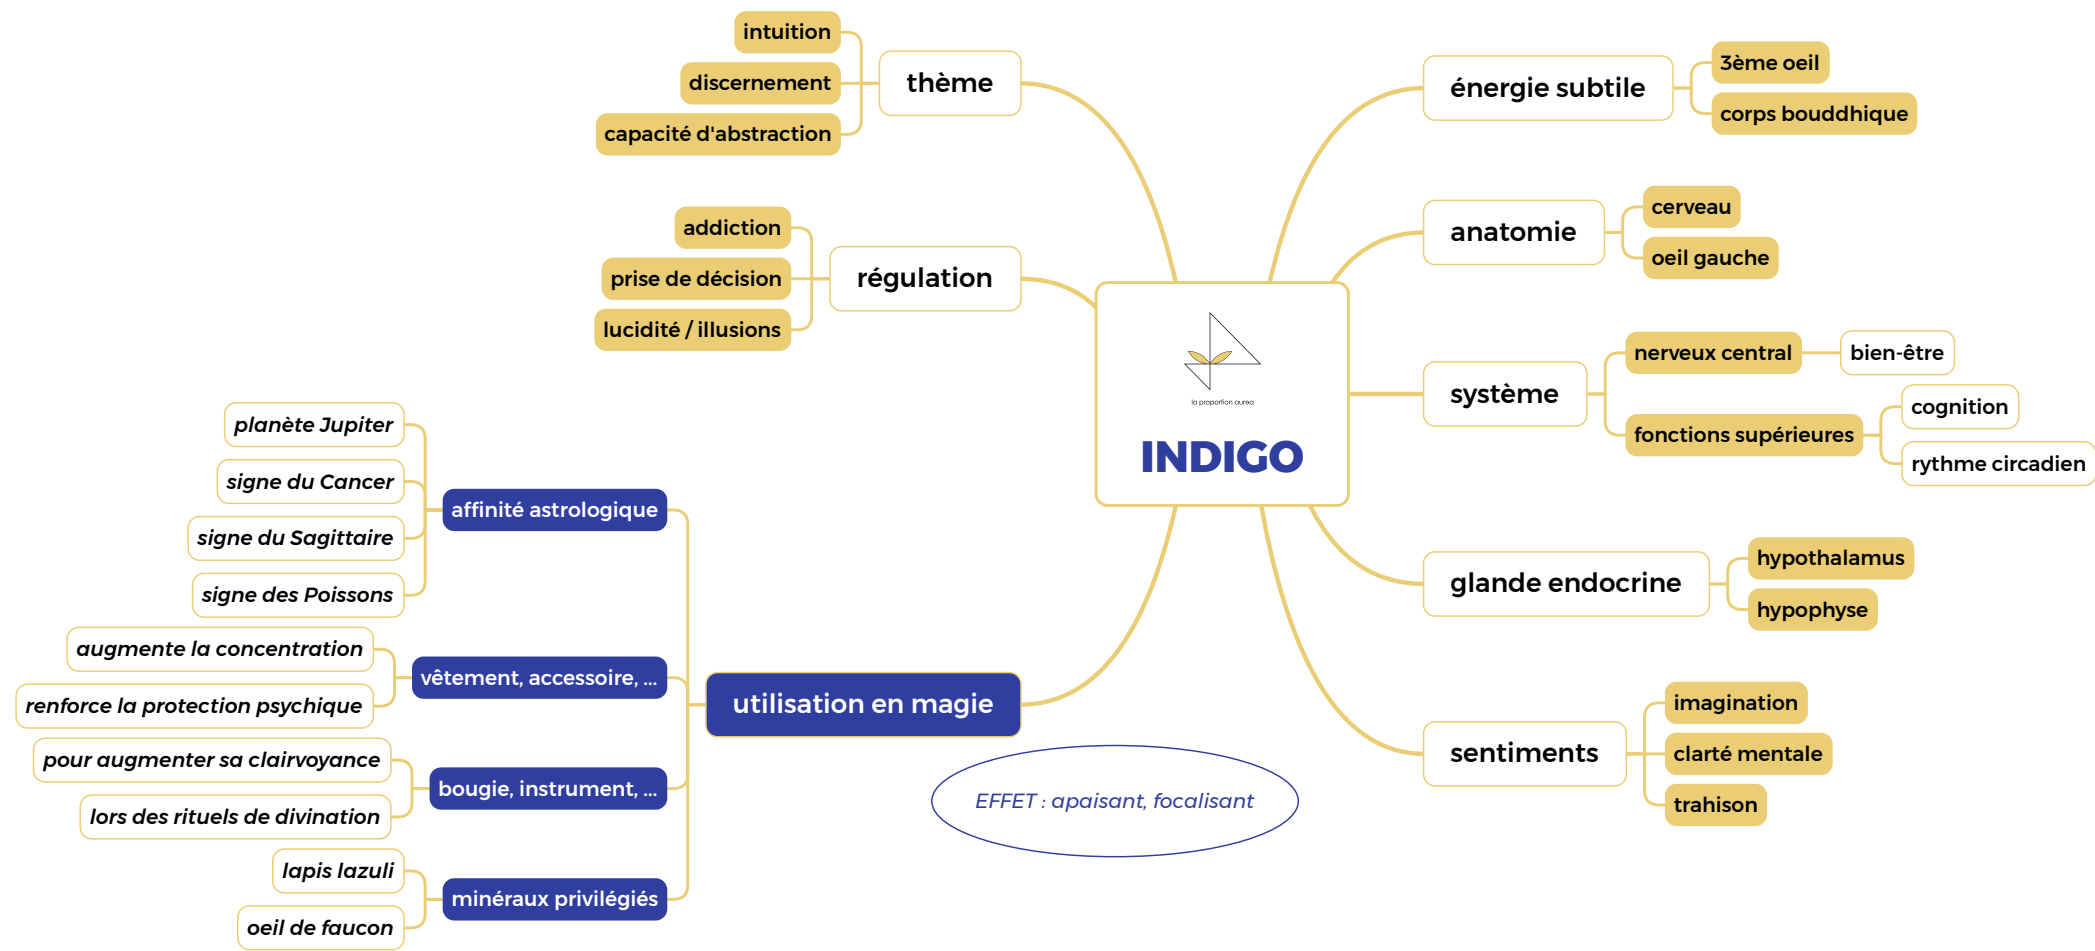 intuition
discernement
capacité d'abstraction
thème
addiction
prise de décision
lucidité / illusions
régulation
planète Jupiter
signe du Cancer
signe du Sagittaire
signe des Poissons
affinité astrologique
augmente la concentration
renforce la protection psychique
vêtement, accessoire, ...
pour augmenter sa clairvoyance
lors des rituels de divination
bougie, instrument, ...
lapis lazuli
oeil de faucon
minéraux privilégiés
utilisation en magie
la proportion aurea
INDIGO
EFFET : apaisant, focalisant
énergie subtile
3ème oeil
corps bouddhique
anatomie
cerveau
oeil gauche
système
nerveux central
bien-être
fonctions supérieures
cognition
rythme circadien
glande endocrine
hypothalamus
hypophyse
sentiments
imagination
clarté mentale
trahison